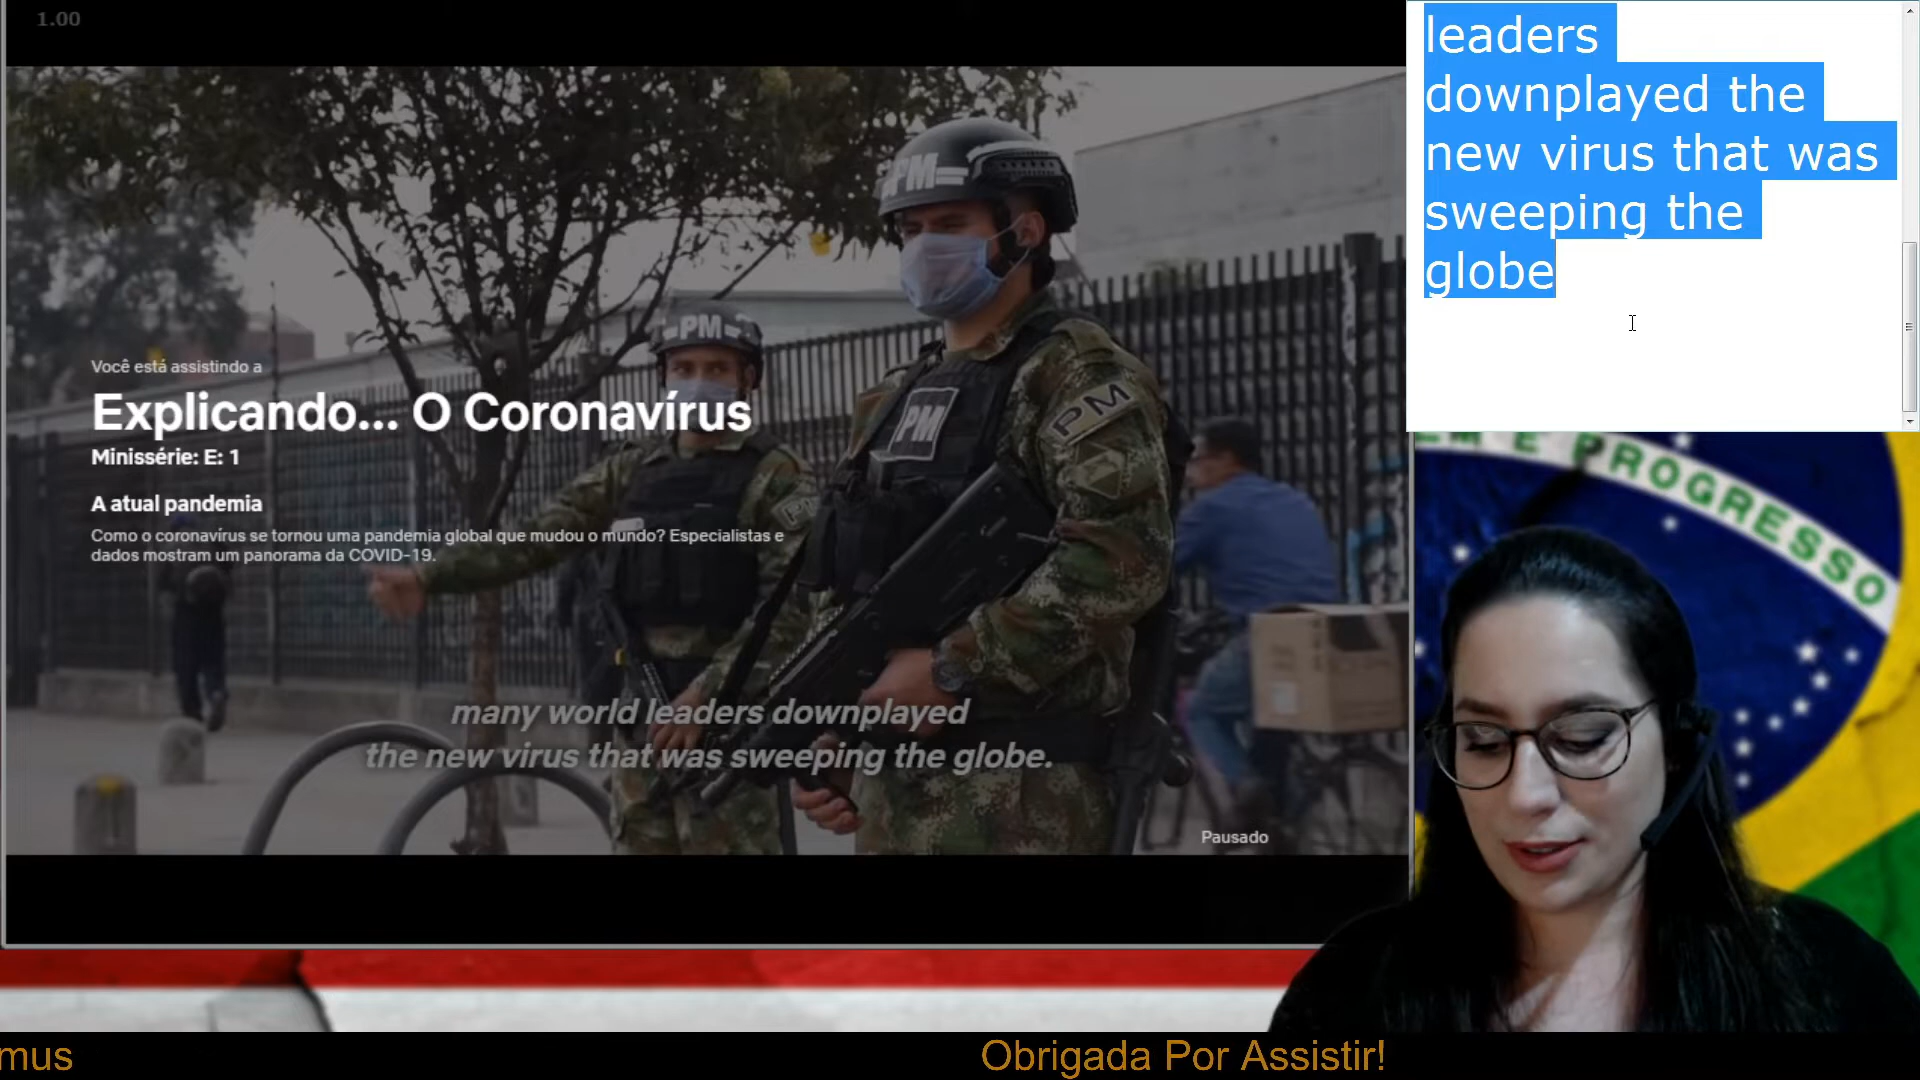 1.00
leaders
downplayed the
new virus that was
sweeping the
globe
PM
PM
PM
PM
Você está assistindo a
Explicando... O Coronavírus
Minissérie: E: 1
A atual pandemia
Como o coronavírus se tornou uma pandemia global que mudou o mundo? Especialistas e
dados mostram um panorama da COVID-19.
many world leaders downplayed
the new virus that was sweeping the globe.
Pausado
E PROGRESSO
mus
Obrigada Por Assistir!